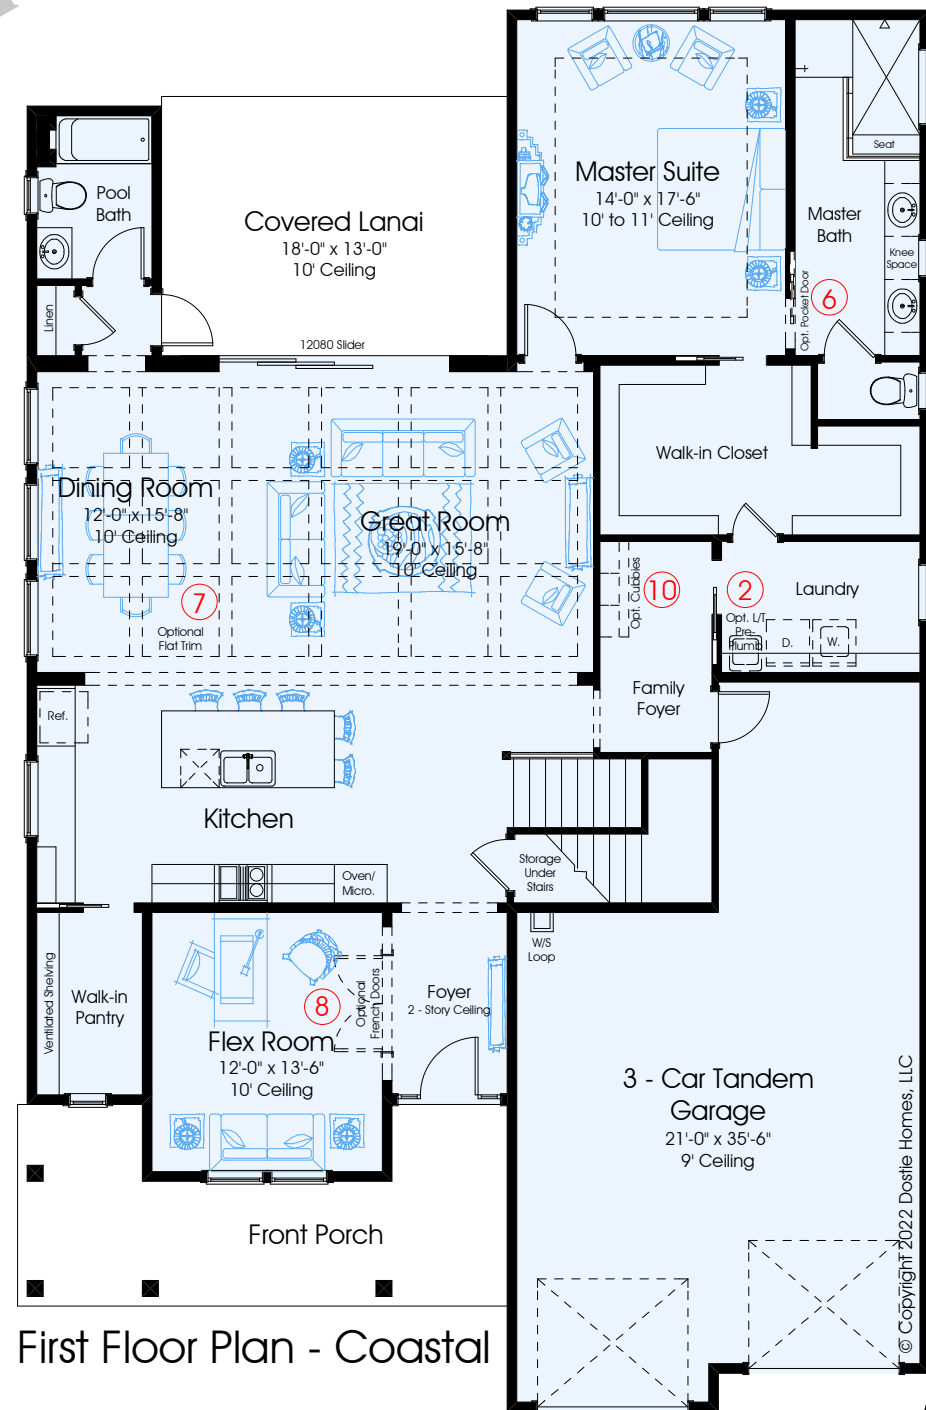 Master Suite
14'-0" x 17'-6"
10' to 11' Ceiling
Seat
Master
Bath
Knee
Space
6
Opt. Pocket Door
Pool
Bath
Linen
Covered Lanai
18'-0" x 13'-0"
10' Ceiling
12080 Slider
Walk-in Closet
Dining Room
12'-0" x 15'-8"
10' Ceiling
Great Room
19'-0" x 15'-8"
10' Ceiling
7
Optional
Flat Trim
Opt. Cubbies
10
2
Laundry
Opt. L/T
Pre-
Plumb
D.
W.
Family
Foyer
Ref.
Kitchen
Oven/
Micro.
Storage
Under
Stairs
W/S
Loop
Ventilated Shelving
Walk-in
Pantry
8
Optional
French Doors
Flex Room
12'-0" x 13'-6"
10' Ceiling
Foyer
2 - Story Ceiling
3 - Car Tandem
Garage
21'-0" x 35'-6"
9' Ceiling
Front Porch
© Copyright 2022 Dostie Homes, LLC
First Floor Plan - Coastal